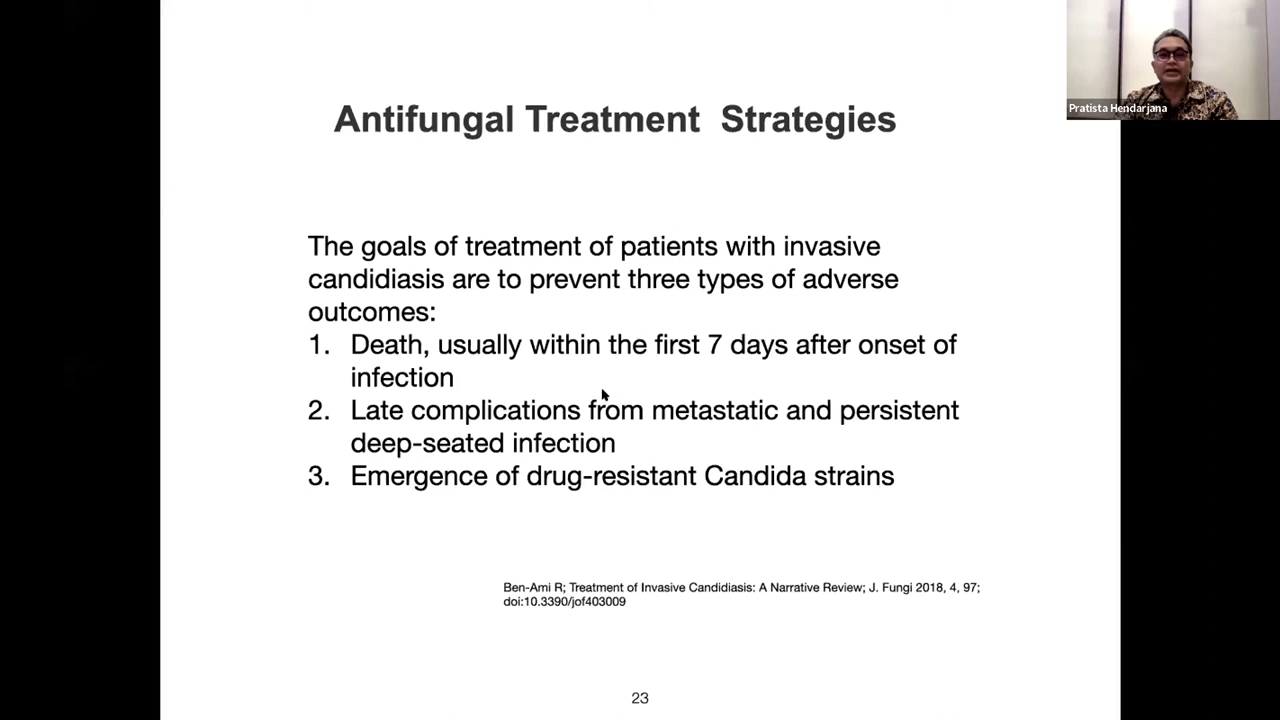 Pratista Hendarjana
Antifungal Treatment Strategies
The goals of treatment of patients with invasive
candidiasis are to prevent three types of adverse
outcomes:
1. Death, usually within the first 7 days after onset of
infection
2. Late complications from metastatic and persistent
deep-seated infection
3. Emergence of drug-resistant Candida strains
Ben-Ami R; Treatment of Invasive Candidiasis: A Narrative Review; J. Fungi 2018, 4, 97;
doi:10.3390/jof403009
23